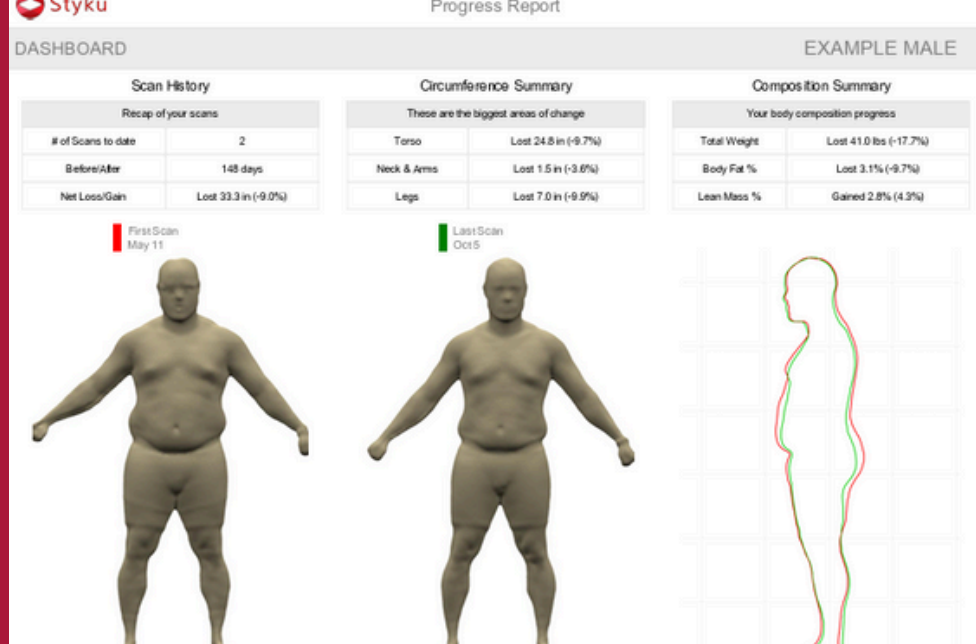 Styku
Progress Report
DASHBOARD
EXAMPLE MALE
Scan History
Recap of your scans
# of Scans to date 2
Before/After 148 days
Net Loss/Gain Lost 33.3 in (-9.0%)
Circumference Summary
These are the biggest areas of change
Torso Lost 24.8 in (-9.7%)
Neck & Arms Lost 1.5 in (-3.6%)
Legs Lost 7.0 in (-9.9%)
Composition Summary
Your body composition progress
Total Weight Lost 41.0 lbs (-17.7%)
Body Fat % Lost 3.1% (-9.7%)
Lean Mass % Gained 2.8% (4.3%)
First Scan
May 11
Last Scan
Oct 5